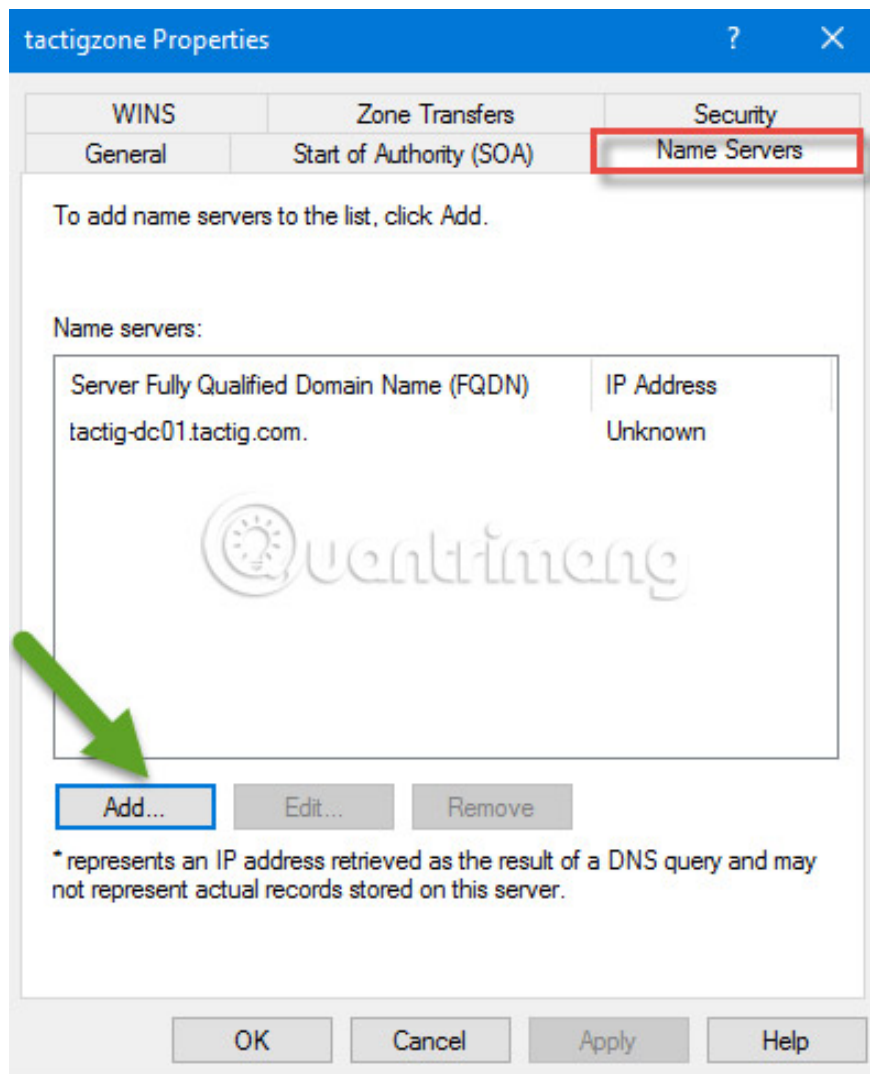 tactigzone Properties
WINS Zone Transfers Security
General Start of Authority (SOA) Name Servers
To add name servers to the list, click Add.
Name servers:
Server Fully Qualified Domain Name (FQDN) IP Address
tactig-dc01.tactig.com. Unknown
Quantrimang
Add... Edit... Remove
* represents an IP address retrieved as the result of a DNS query and may
not represent actual records stored on this server.
OK Cancel Apply Help